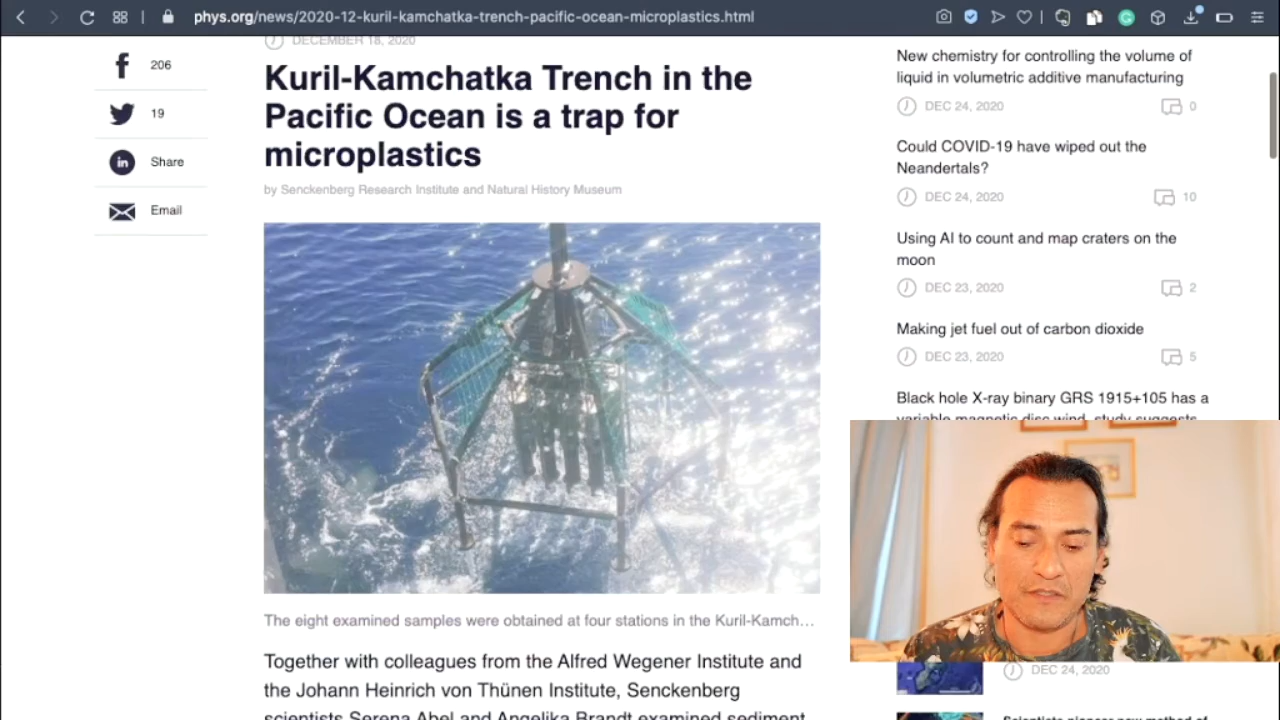 phys.org/news/2020-12-kuril-kamchatka-trench-pacific-ocean-microplastics.html
206
19
Share
Email
DECEMBER 18, 2020
Kuril-Kamchatka Trench in the
Pacific Ocean is a trap for
microplastics
by Senckenberg Research Institute and Natural History Museum
The eight examined samples were obtained at four stations in the Kuril-Kamch...
Together with colleagues from the Alfred Wegener Institute and
the Johann Heinrich von Thünen Institute, Senckenberg
scientists Serena Abel and Angelika Brandt examined sediment
New chemistry for controlling the volume of
liquid in volumetric additive manufacturing
DEC 24, 2020 0
Could COVID-19 have wiped out the
Neandertals?
DEC 24, 2020 10
Using AI to count and map craters on the
moon
DEC 23, 2020 2
Making jet fuel out of carbon dioxide
DEC 23, 2020 5
Black hole X-ray binary GRS 1915+105 has a
variable magnetic disc wind, study suggests
DEC 24, 2020
Scientists pioneer new method of